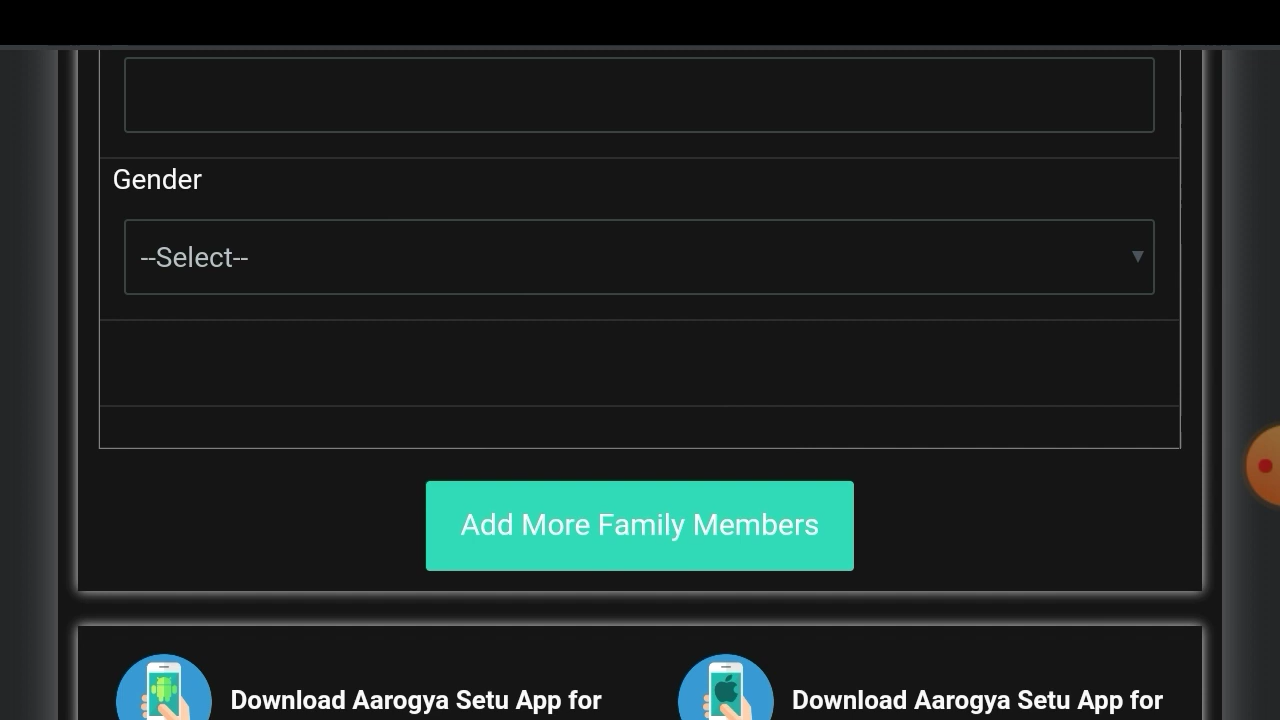 Gender
--Select--
Add More Family Members
Download Aarogya Setu App for
Download Aarogya Setu App for